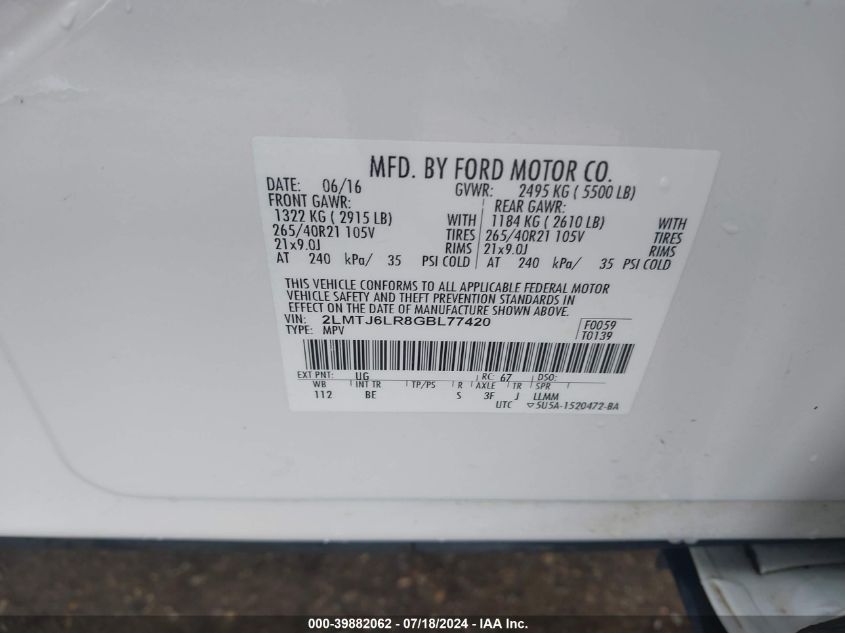 MFD. BY FORD MOTOR CO.
DATE: 06/16 GVWR: 2495 KG ( 5500 LB)
FRONT GAWR: REAR GAWR:
1322 KG ( 2915 LB) WITH 1184 KG ( 2610 LB) WITH
265/40R21 105V TIRES 265/40R21 105V TIRES
21x9.0J RIMS 21x9.0J RIMS
AT 240 kPa/ 35 PSI COLD AT 240 kPa/ 35 PSI COLD
THIS VEHICLE CONFORMS TO ALL APPLICABLE FEDERAL MOTOR
VEHICLE SAFETY AND THEFT PREVENTION STANDARDS IN
EFFECT ON THE DATE OF MANUFACTURE SHOWN ABOVE.
VIN: 2LMTJ6LR8GBL77420 F0059
TYPE: MPV T0139
EXT PNT: UG RC: 67 DSO:
WB INT TR TP/PS R AXLE TR SPR
112 BE S 3F J LLMM
UTC ▽5U5A-1520472-BA
000-39882062 / 07/18/2024 - IAA Inc.